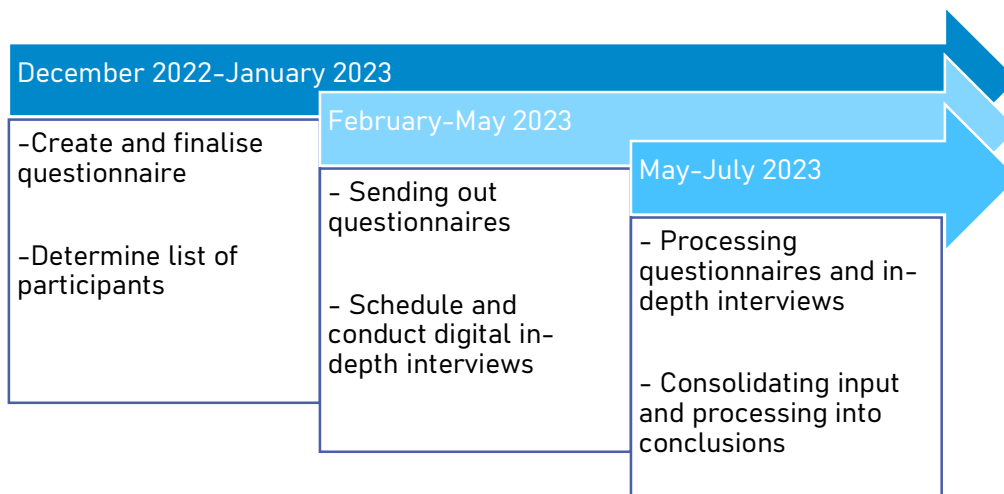 December 2022-January 2023
-Create and finalise
questionnaire
-Determine list of
participants
February-May 2023
- Sending out
questionnaires
- Schedule and
conduct digital in-
depth interviews
May-July 2023
- Processing
questionnaires and in-
depth interviews
- Consolidating input
and processing into
conclusions